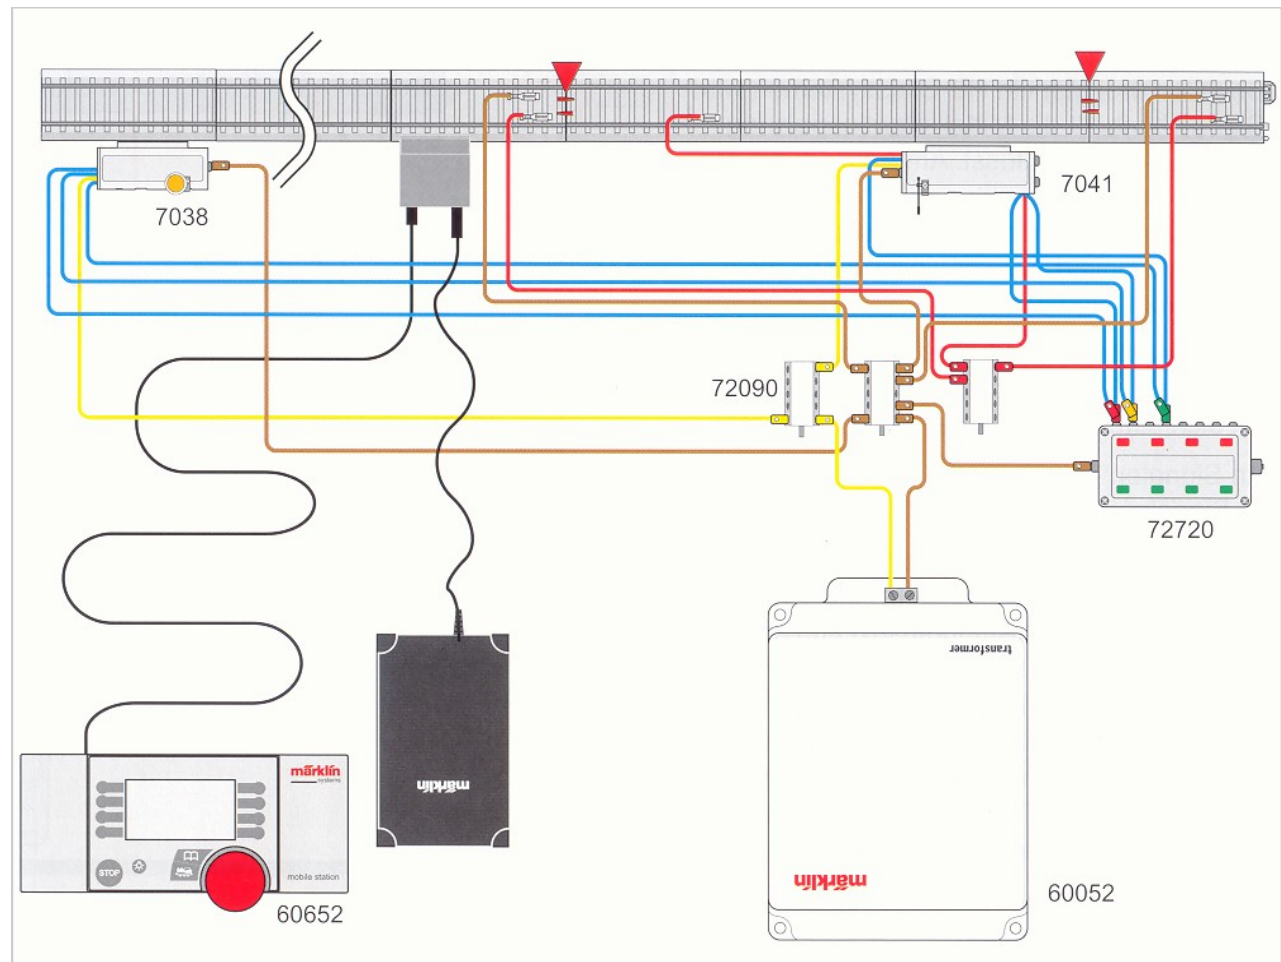 7038
7041
72090
72720
transformer
märklin
märklin
systems
STOP
mobile station
60652
märklin
60052